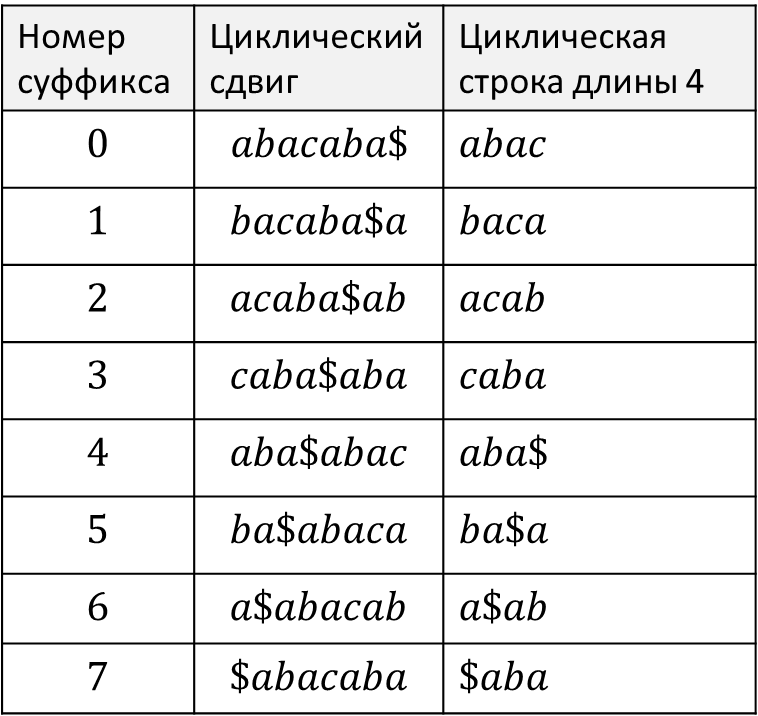 Номер суффикса Циклический сдвиг Циклическая строка длины 4
0 abacaba$ abac
1 bacaba$a baca
2 acaba$ab acab
3 caba$aba caba
4 aba$abac aba$
5 ba$abaca ba$a
6 a$abacab a$ab
7 $abacaba $aba